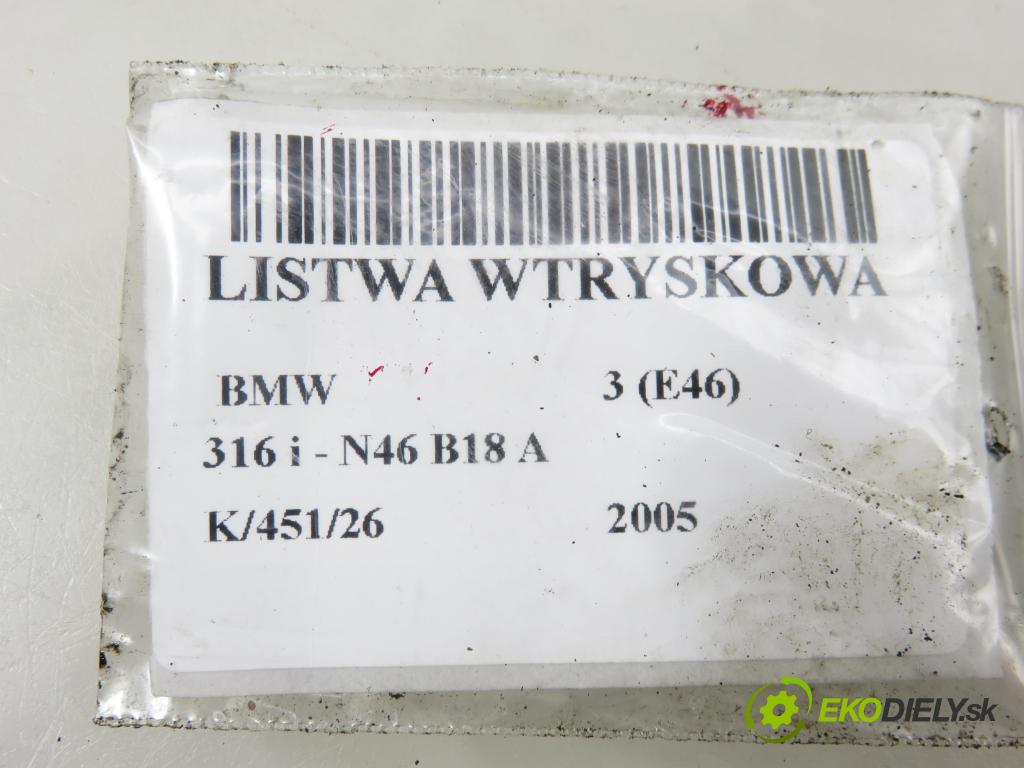 LISTWA WTRYSKOWA
BMW 3 (E46)
316 i - N46 B18 A
K/451/26 2005
EKODIELY.sk